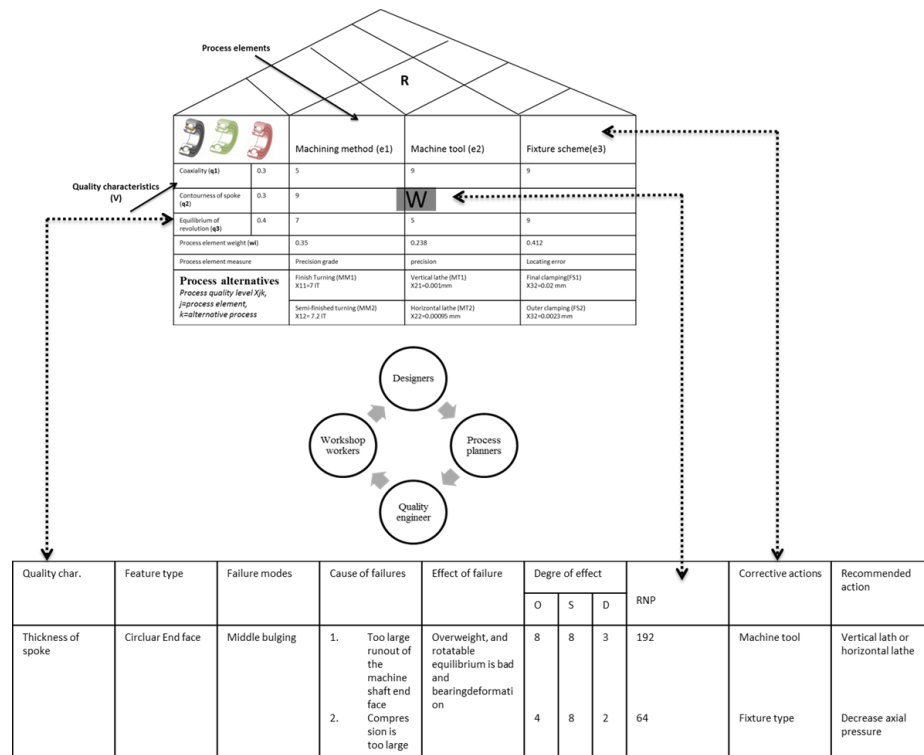 Process elements
R
Machining method (e1)
Machine tool (e2)
Fixture scheme(e3)
Quality characteristics
(V)
Coaxiality (q1)
0.3
5
9
9
Contourness of spoke
(q2)
0.3
9
W
Equilibrium of
revolution (q3)
0.4
7
5
9
Process element weight (wi)
0.35
0.238
0.412
Process element measure
Precision grade
precision
Locating error
Process alternatives
Process quality level Xjk,
j=process element,
k=alternative process
Finish Turning (MM1)
X11=7 IT
Vertical lathe (MT1)
X21=0.001mm
Final clamping(FS1)
X32=0.02 mm
Semi-finished turning (MM2)
X12= 7.2 IT
Horizontal lathe (MT2)
X22=0.00095 mm
Outer clamping (FS2)
X32=0.0023 mm
Designers
Workshop
workers
Process
planners
Quality
engineer
Quality char.
Feature type
Failure modes
Cause of failures
Effect of failure
Degre of effect
O
S
D
RNP
Corrective actions
Recommended
action
Thickness of
spoke
Circluar End face
Middle bulging
1. Too large
runout of
the
machine
shaft end
face
2. Compres
sion is
too large
Overweight, and
rotatable
equilibrium is bad
and
bearingdeformati
on
8
8
3
192
Machine tool
Vertical lath or
horizontal lathe
4
8
2
64
Fixture type
Decrease axial
pressure